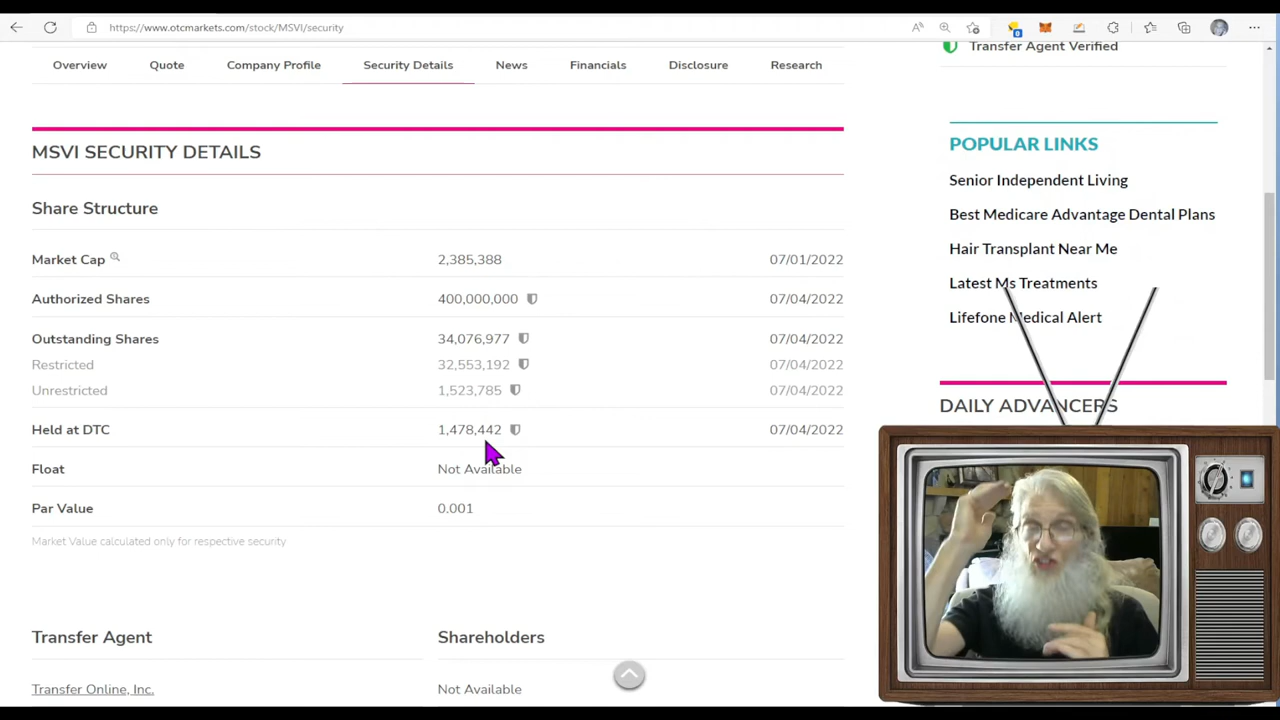 https://www.otcmarkets.com/stock/MSVI/security
Transfer Agent Verified
Overview Quote Company Profile Security Details News Financials Disclosure Research
MSVI SECURITY DETAILS
Share Structure
Market Cap 2,385,388 07/01/2022
Authorized Shares 400,000,000 07/04/2022
Outstanding Shares 34,076,977 07/04/2022
Restricted 32,553,192 07/04/2022
Unrestricted 1,523,785 07/04/2022
Held at DTC 1,478,442 07/04/2022
Float Not Available
Par Value 0.001
Market Value calculated only for respective security
Transfer Agent Shareholders
Transfer Online, Inc. Not Available
POPULAR LINKS
Senior Independent Living
Best Medicare Advantage Dental Plans
Hair Transplant Near Me
Latest Ms Treatments
Lifefone Medical Alert
DAILY ADVANCERS